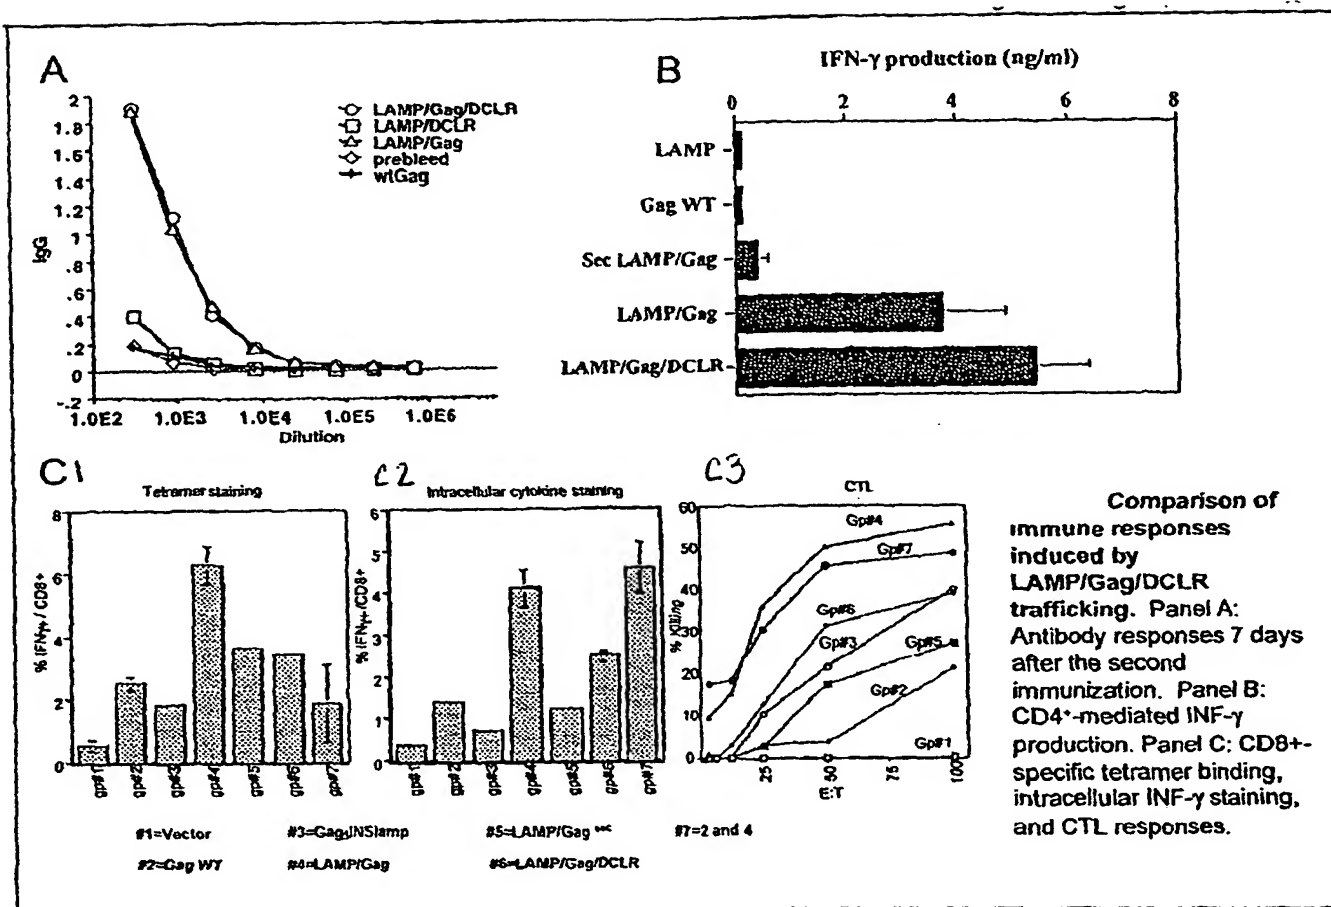 A
2
1.8
1.6
1.4
1.2
1
.8
.6
.4
.2
0
-.2
IgG
1.0E2 1.0E3 1.0E4 1.0E5 1.0E6
Dilution
LAMP/Gag/DCLR
LAMP/DCLR
LAMP/Gag
prebleed
wtGag
B
IFN-γ production (ng/ml)
0 2 4 6 8
LAMP
Gag WT
Sec LAMP/Gag
LAMP/Gag
LAMP/Gag/DCLR
C1
Tetramer staining
8
6
4
2
0
% IFNγ+ / CD8+
gp#1 gp#2 gp#3 gp#4 gp#5 gp#6 gp#7
C2
Intracellular cytokine staining
6
5
4
3
2
1
0
% IFNγ+/CD8+
gp#1 gp#2 gp#3 gp#4 gp#5 gp#6 gp#7
C3
CTL
60
50
40
30
20
10
0
% Killing
Gp#4
Gp#7
Gp#6
Gp#3
Gp#5
Gp#2
Gp#1
25 50 75 100
E:T
#1=Vector #3=Gag INSlamp #5=LAMP/Gag sec #7=2 and 4
#2=Gag WT #4=LAMP/Gag #6=LAMP/Gag/DCLR
Comparison of
immune responses
induced by
LAMP/Gag/DCLR
trafficking. Panel A:
Antibody responses 7 days
after the second
immunization. Panel B:
CD4+-mediated INF-γ
production. Panel C: CD8+-
specific tetramer binding,
intracellular INF-γ staining,
and CTL responses.